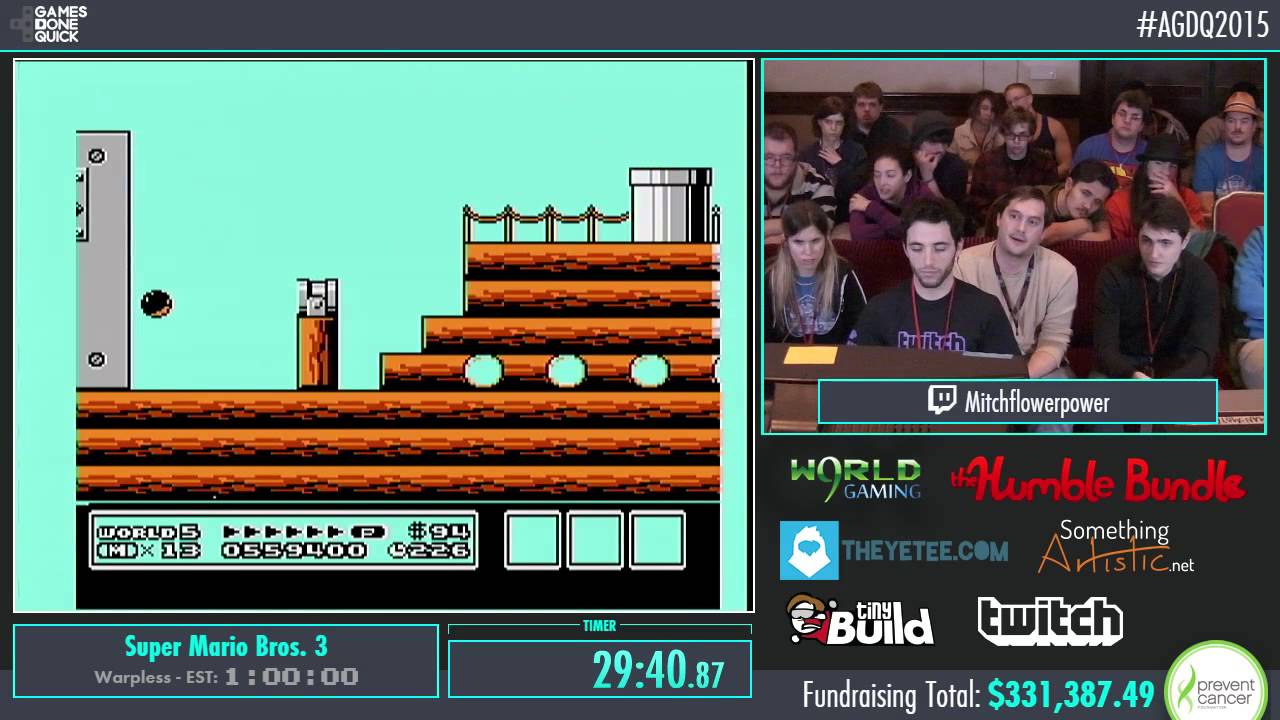 GAMES
DONE
QUICK
#AGDQ2015
WORLD 5
$94
(M)× 13 0559400 226
twitch
Mitchflowerpower
WORLD
GAMING
the Humble Bundle
THEYETEE.COM
Something
Artistic.net
tiny
Build
twitch
Super Mario Bros. 3
Warpless - EST: 1:00:00
TIMER
29:40.87
Fundraising Total: $331,387.49
prevent
cancer